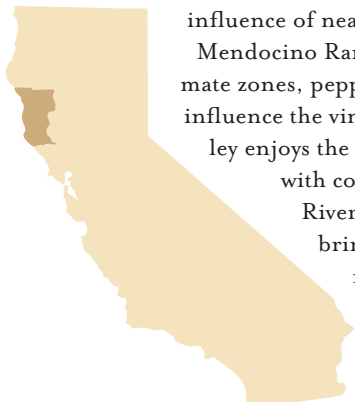 influence of nea
Mendocino Ran
mate zones, pepp
influence the vin
ley enjoys the
with co
River
brin